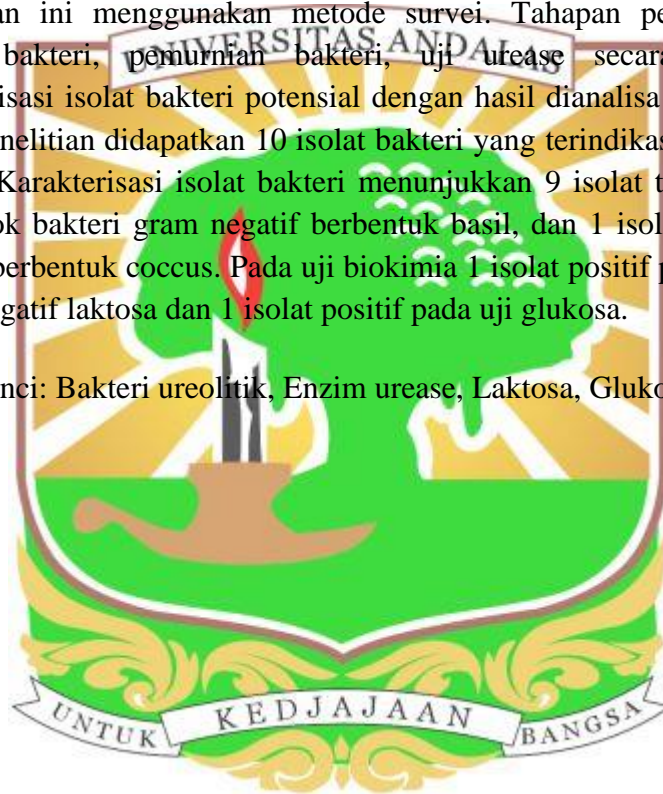 an ini menggunakan metode survei. Tahapan pe
UNIVERSITAS ANDALAS
bakteri, pemurnian bakteri, uji urease secara
isasi isolat bakteri potensial dengan hasil dianalisa
nelitian didapatkan 10 isolat bakteri yang terindikas
Karakterisasi isolat bakteri menunjukkan 9 isolat t
ok bakteri gram negatif berbentuk basil, dan 1 isol
berbentuk coccus. Pada uji biokimia 1 isolat positif p
gatif laktosa dan 1 isolat positif pada uji glukosa.
nci: Bakteri ureolitik, Enzim urease, Laktosa, Gluko
UNTUK KEDJAJAAN BANGSA